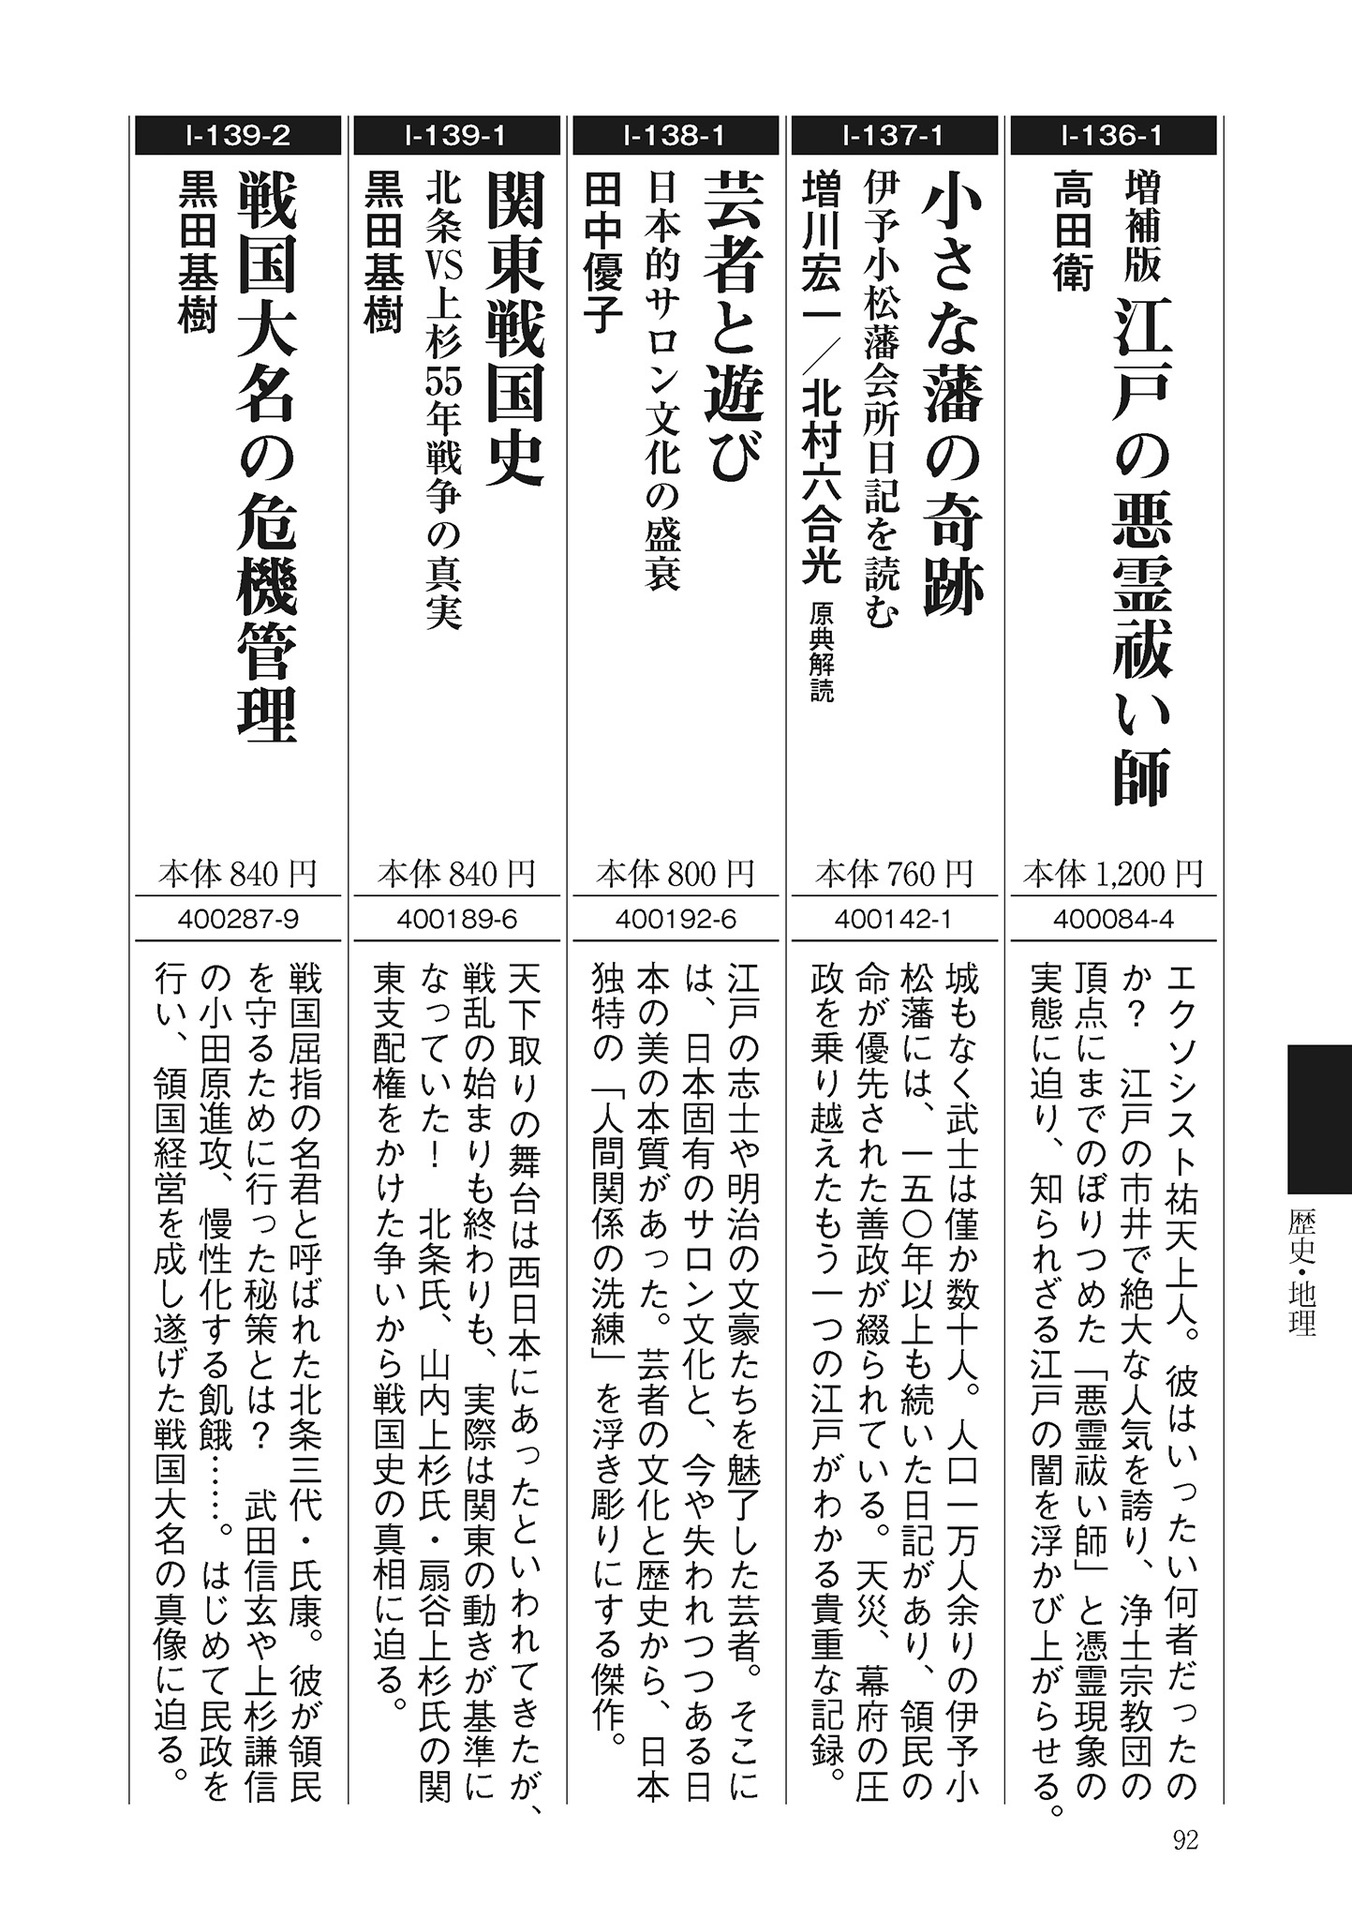 I-136-1
増補版 江戸の悪霊祓い師
高田衛
本体1,200円
400084-4
エクソシスト祐天上人。彼はいったい何者だったの
か？　江戸の市井で絶大な人気を誇り、浄土宗教団の
頂点にまでのぼりつめた「悪霊祓い師」と憑霊現象の
実態に迫り、知られざる江戸の闇を浮かび上がらせる。
I-137-1
小さな藩の奇跡
伊予小松藩会所日記を読む
増川宏一／北村六合光 原典解読
本体760円
400142-1
城もなく武士は僅か数十人。人口一万人余りの伊予小
松藩には、一五〇年以上も続いた日記があり、領民の
命が優先された善政が綴られている。天災、幕府の圧
政を乗り越えたもう一つの江戸がわかる貴重な記録。
I-138-1
芸者と遊び
日本的サロン文化の盛衰
田中優子
本体800円
400192-6
江戸の志士や明治の文豪たちを魅了した芸者。そこに
は、日本固有のサロン文化と、今や失われつつある日
本の美の本質があった。芸者の文化と歴史から、日本
独特の「人間関係の洗練」を浮き彫りにする傑作。
I-139-1
関東戦国史
北条VS上杉55年戦争の真実
黒田基樹
本体840円
400189-6
天下取りの舞台は西日本にあったといわれてきたが、
戦乱の始まりも終わりも、実際は関東の動きが基準に
なっていた！　北条氏、山内上杉氏・扇谷上杉氏の関
東支配権をかけた争いから戦国史の真相に迫る。
I-139-2
戦国大名の危機管理
黒田基樹
本体840円
400287-9
戦国屈指の名君と呼ばれた北条三代・氏康。彼が領民
を守るために行った秘策とは？　武田信玄や上杉謙信
の小田原進攻、慢性化する飢餓……。はじめて民政を
行い、領国経営を成し遂げた戦国大名の真像に迫る。
歴史・地理
92